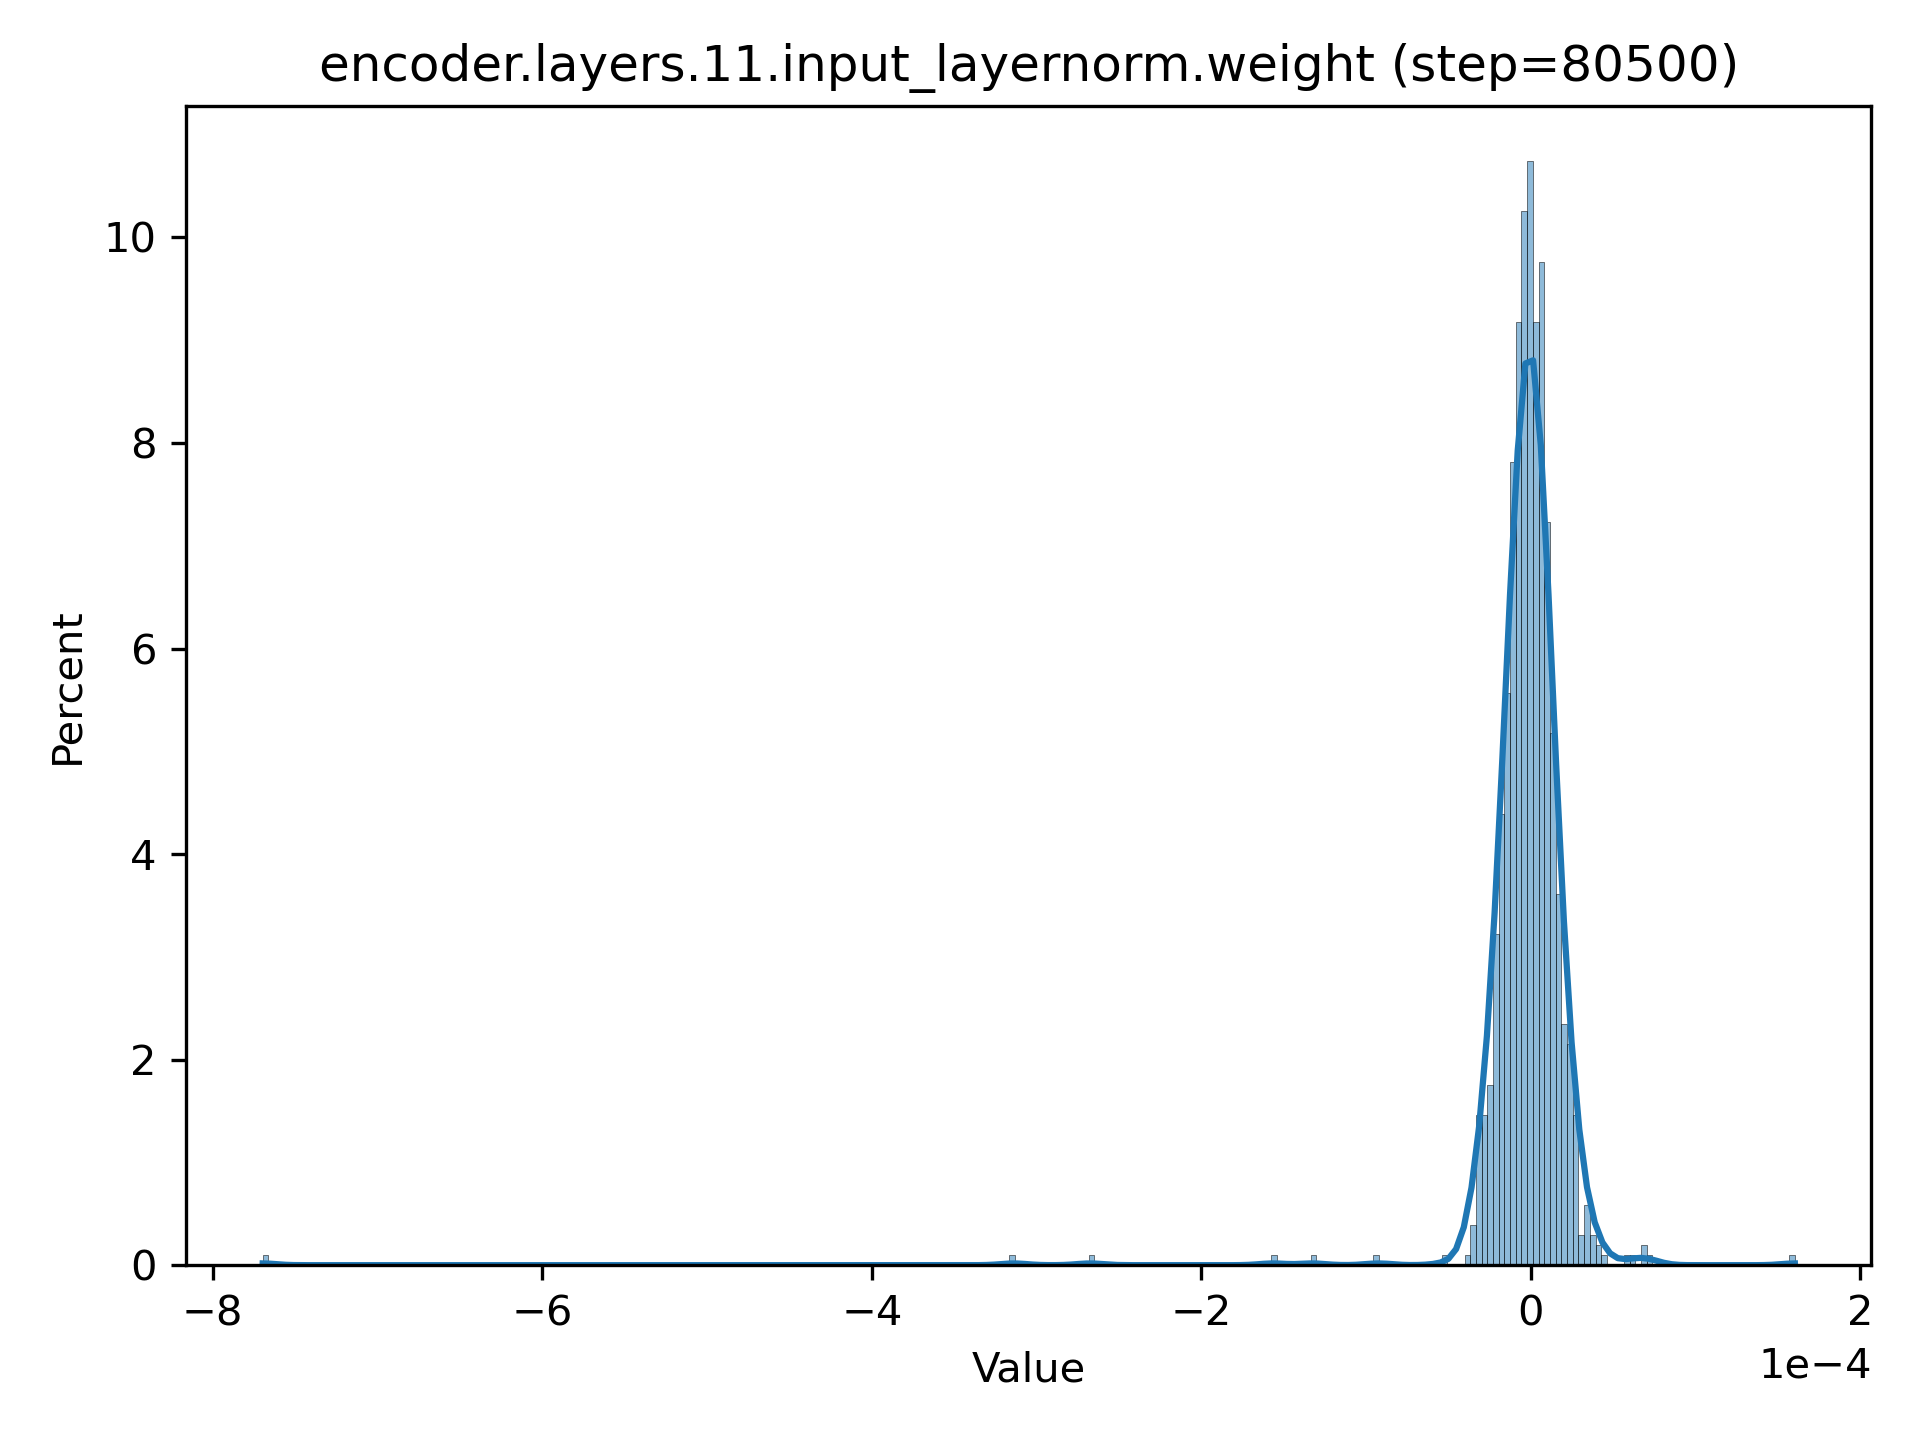 encoder.layers.11.input_layernorm.weight (step=80500)
10
8
6
4
2
0
Percent
−8 −6 −4 −2 0 2
1e−4
Value